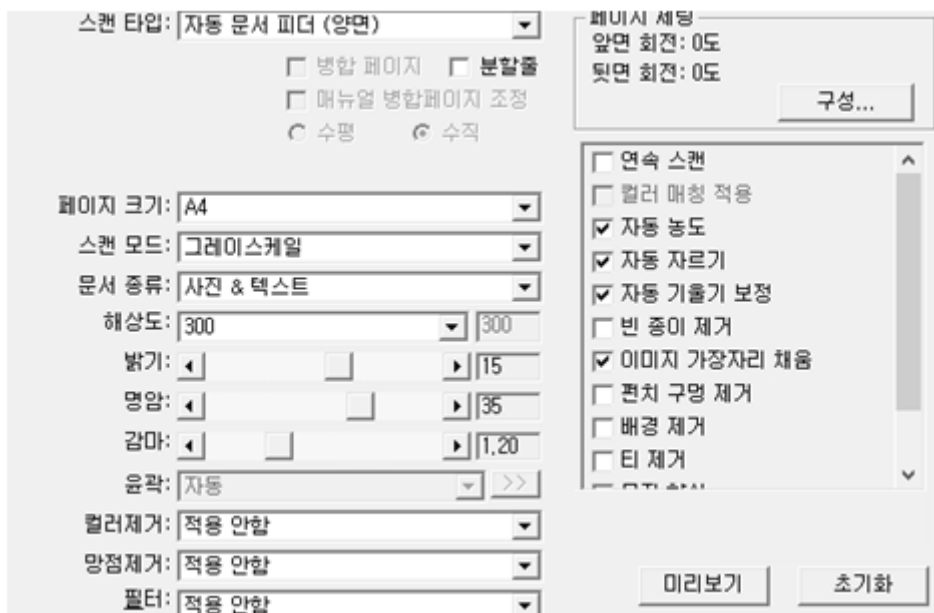 스캔 타입: 자동 문서 피더 (양면)
병합 페이지 분할줄
매뉴얼 병합페이지 조정
수평 수직
페이지 크기: A4
스캔 모드: 그레이스케일
문서 종류: 사진 & 텍스트
해상도: 300 300
밝기: 15
명암: 35
감마: 1,20
윤곽: 자동 >>
컬러제거: 적용 안함
망점제거: 적용 안함
필터: 적용 안함
페이지 세팅
앞면 회전: 0도
뒷면 회전: 0도
구성...
연속 스캔
컬러 매칭 적용
자동 농도
자동 자르기
자동 기울기 보정
빈 종이 제거
이미지 가장자리 채움
펀치 구멍 제거
배경 제거
티 제거
미리보기 초기화